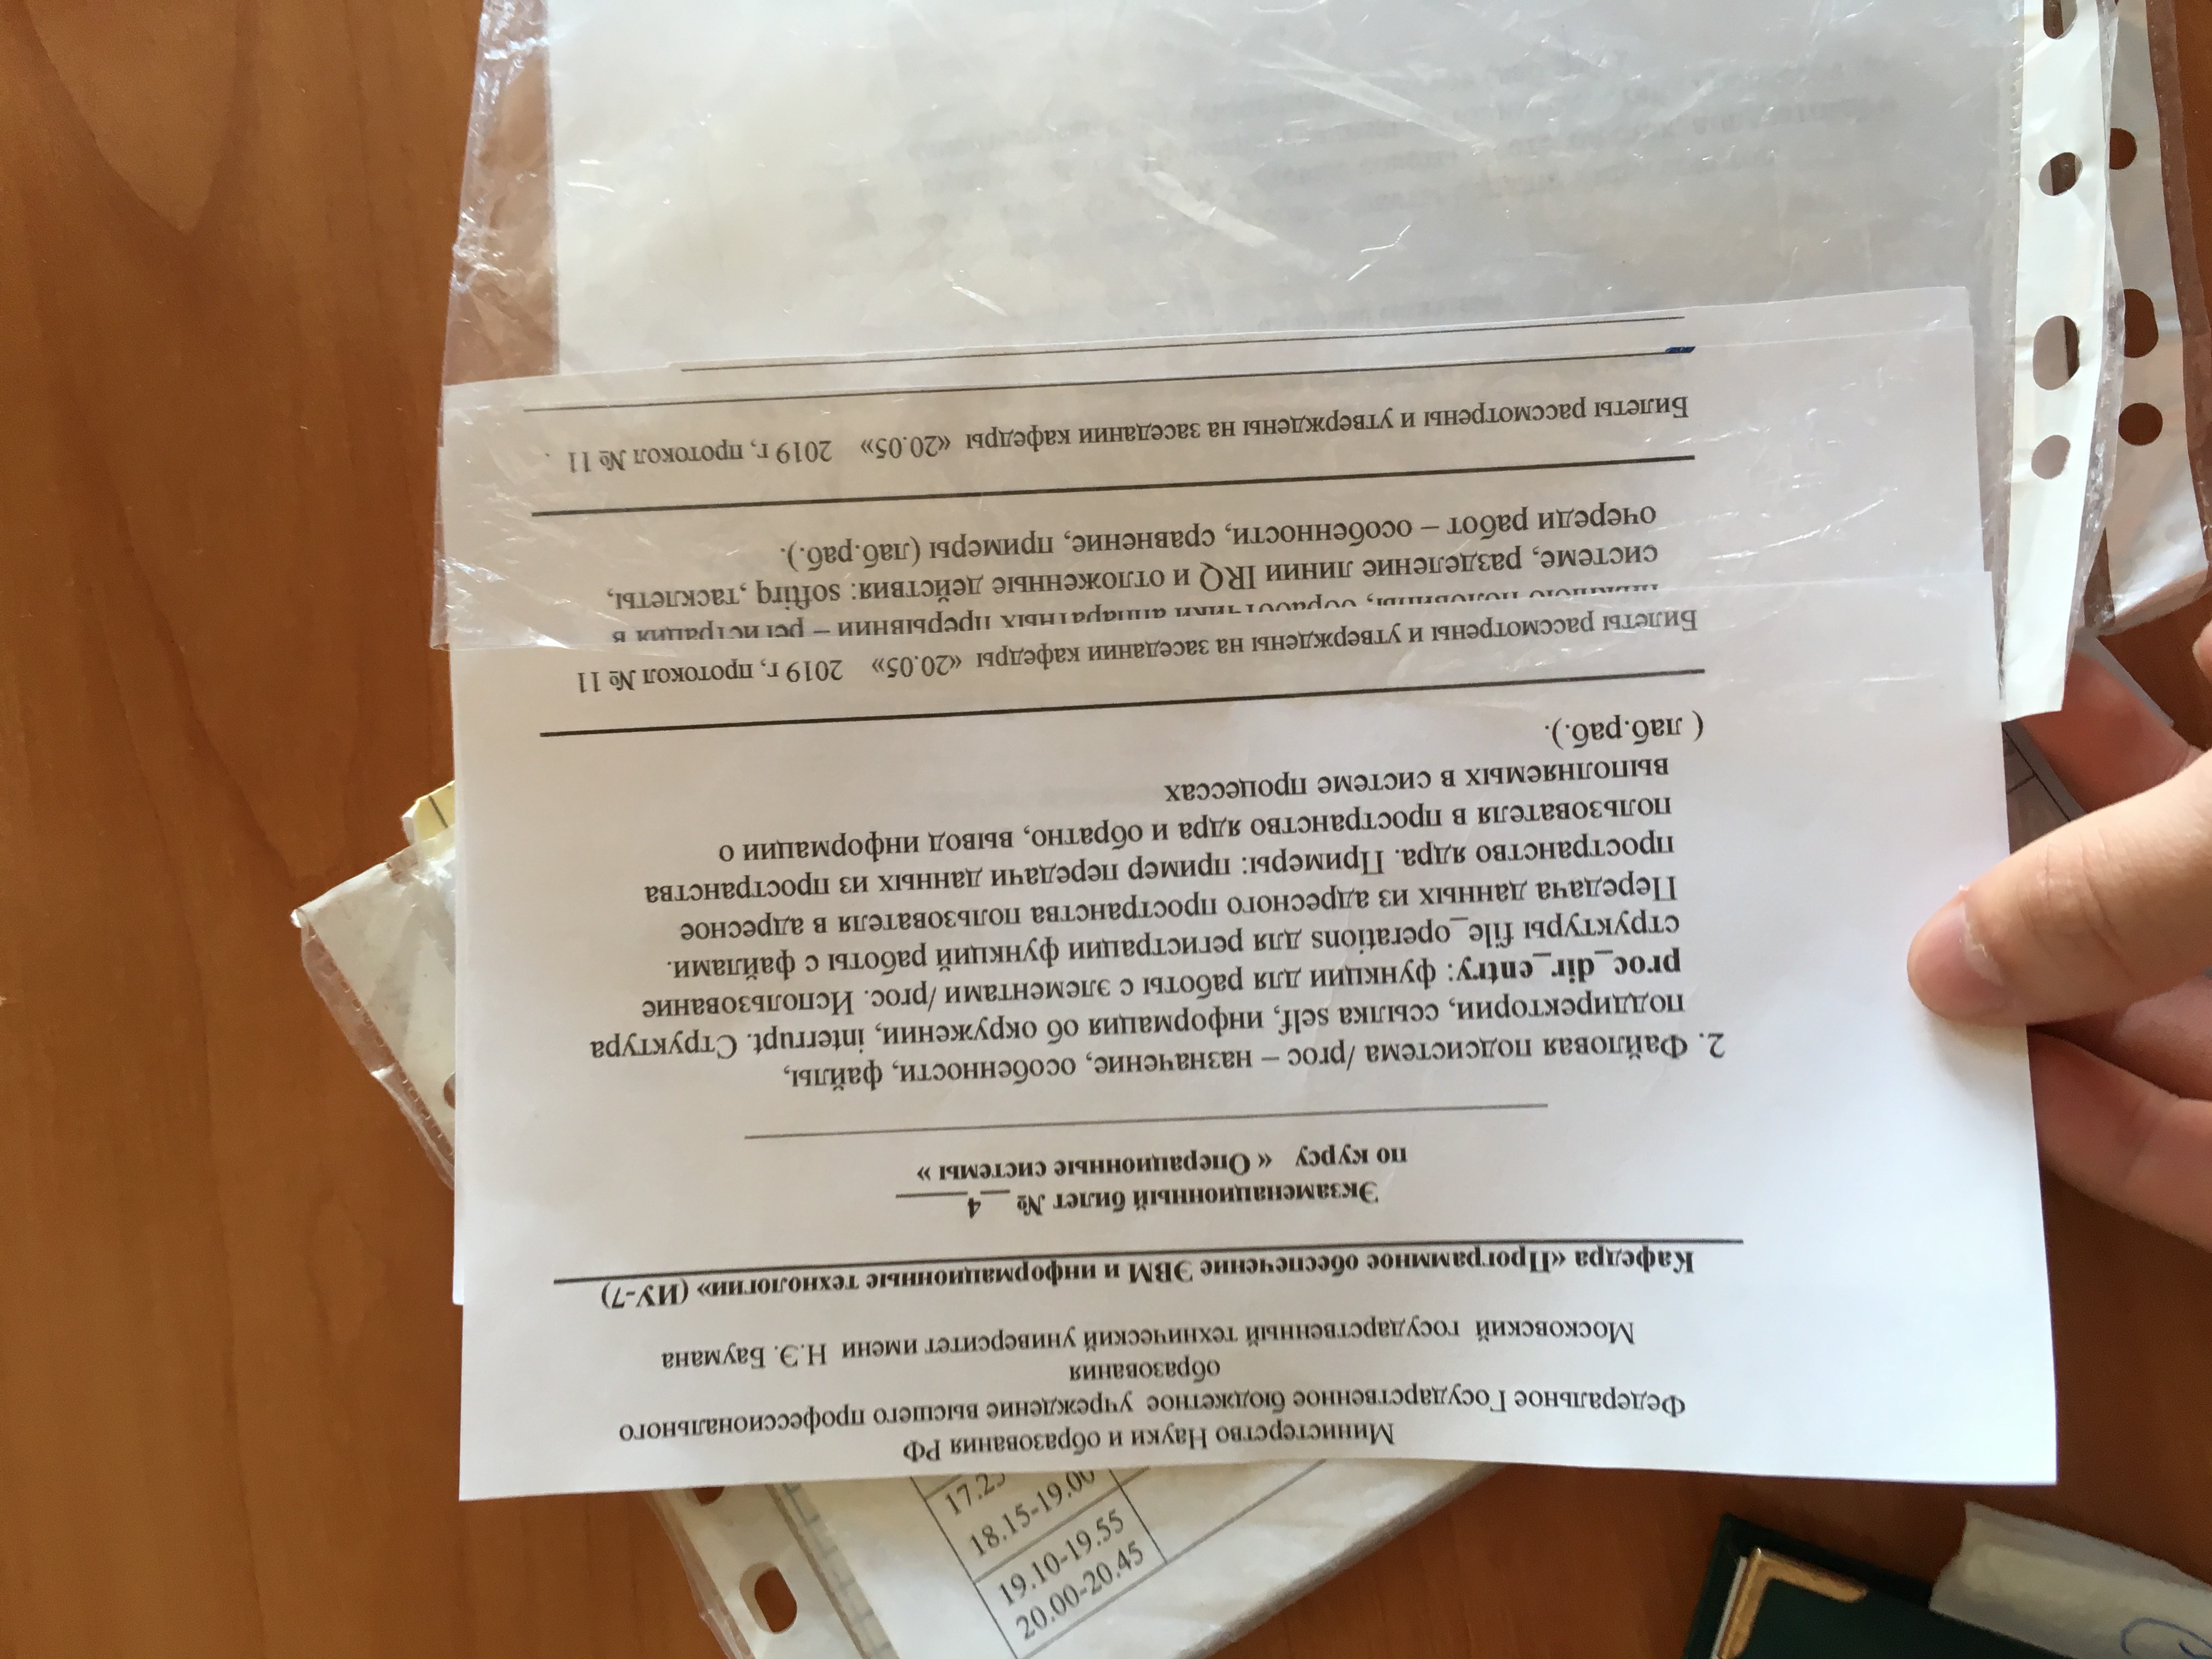 20.00-20.45
19.10-19.55
18.15-19.00
Министерство Науки и образования РФ
Федеральное Государственное бюджетное учреждение высшего профессионального
образования
Московский государственный технический университет имени Н.Э. Баумана
Кафедра «Программное обеспечение ЭВМ и информационные технологии» (ИУ-7)
Экзаменационный билет № __4_____
по курсу « Операционные системы »
2. Файловая подсистема /proc – назначение, особенности, файлы,
поддиректории, ссылка self, информация об окружении, interrupt. Структура
proc_dir_entry: функции для работы с элементами /proc. Использование
структуры file_operations для регистрации функций работы с файлами.
Передача данных из адресного пространства пользователя в адресное
пространство ядра. Примеры: пример передачи данных из пространства
пользователя в пространство ядра и обратно, вывод информации о
выполняемых в системе процессах
( лаб.раб.).
Билеты рассмотрены и утверждены на заседании кафедры «20.05» 2019 г, протокол № 11
обработчики аппаратных прерывний – регистрация в
системе, разделение линии IRQ и отложенные действия: softirq ,тасклеты,
очереди работ – особенности, сравнение, примеры (лаб.раб.).
Билеты рассмотрены и утверждены на заседании кафедры «20.05» 2019 г, протокол № 11 .